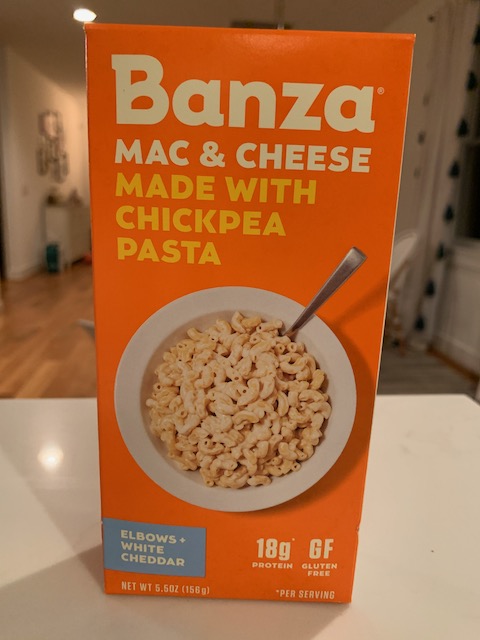 Banza®
MAC & CHEESE
MADE WITH
CHICKPEA
PASTA
ELBOWS +
WHITE
CHEDDAR
18g* GF
PROTEIN GLUTEN
FREE
NET WT 5.5OZ (156g)
*PER SERVING